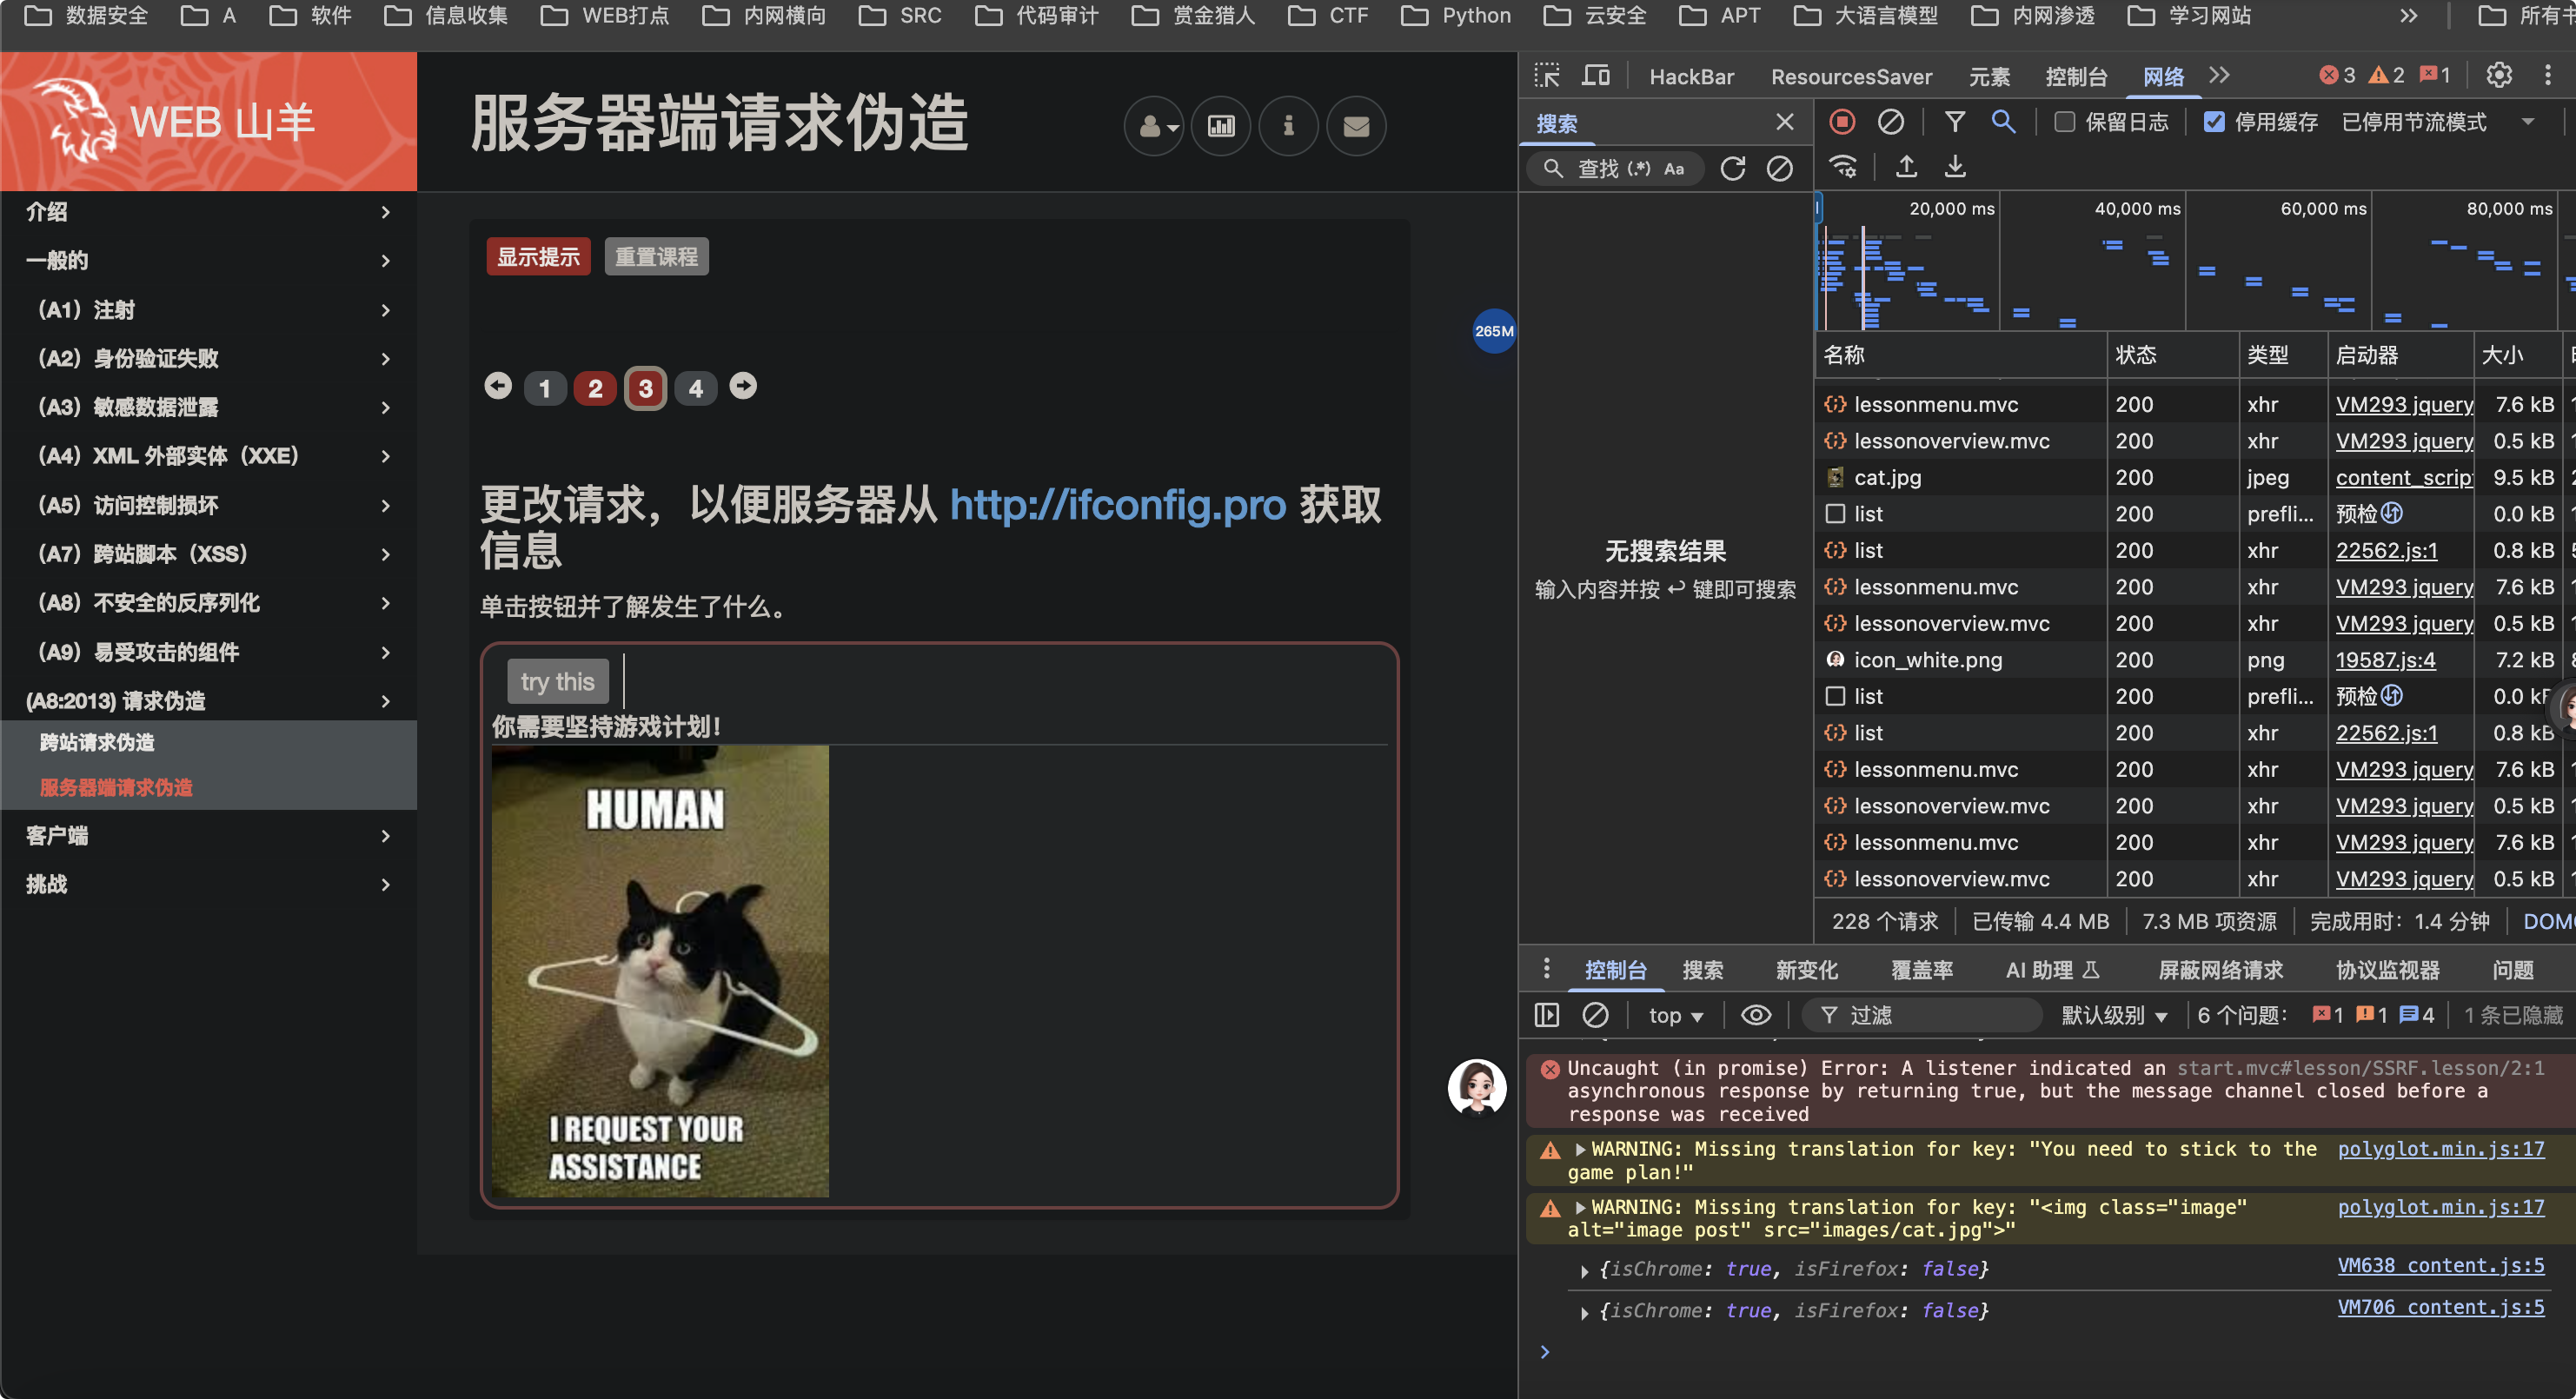 数据安全 A 软件 信息收集 WEB打点 内网横向 SRC 代码审计 赏金猎人 CTF Python 云安全 APT 大语言模型 内网渗透 学习网站 » 所有书
WEB 山羊
介绍
一般的
（A1）注射
（A2）身份验证失败
（A3）敏感数据泄露
（A4）XML 外部实体（XXE）
（A5）访问控制损坏
（A7）跨站脚本（XSS）
（A8）不安全的反序列化
（A9）易受攻击的组件
(A8:2013) 请求伪造
跨站请求伪造
服务器端请求伪造
客户端
挑战
服务器端请求伪造
显示提示 重置课程
265M
1 2 3 4
更改请求，以便服务器从 http://ifconfig.pro 获取
信息
单击按钮并了解发生了什么。
try this
你需要坚持游戏计划！
HUMAN
I REQUEST YOUR
ASSISTANCE
HackBar ResourcesSaver 元素 控制台 网络 3 2 1
搜索
查找 (.*) Aa
无搜索结果
输入内容并按 ↩ 键即可搜索
保留日志 停用缓存 已停用节流模式
20,000 ms 40,000 ms 60,000 ms 80,000 ms
名称 状态 类型 启动器 大小
lessonmenu.mvc 200 xhr VM293 jquery 7.6 kB
lessonoverview.mvc 200 xhr VM293 jquery 0.5 kB
cat.jpg 200 jpeg content_scrip 9.5 kB
list 200 prefli... 预检 0.0 kB
list 200 xhr 22562.js:1 0.8 kB
lessonmenu.mvc 200 xhr VM293 jquery 7.6 kB
lessonoverview.mvc 200 xhr VM293 jquery 0.5 kB
icon_white.png 200 png 19587.js:4 7.2 kB
list 200 prefli... 预检 0.0 kB
list 200 xhr 22562.js:1 0.8 kB
lessonmenu.mvc 200 xhr VM293 jquery 7.6 kB
lessonoverview.mvc 200 xhr VM293 jquery 0.5 kB
lessonmenu.mvc 200 xhr VM293 jquery 7.6 kB
lessonoverview.mvc 200 xhr VM293 jquery 0.5 kB
228 个请求 已传输 4.4 MB 7.3 MB 项资源 完成用时：1.4 分钟 DOMC
控制台 搜索 新变化 覆盖率 AI 助理 屏蔽网络请求 协议监视器 问题
top 过滤 默认级别 6 个问题： 1 1 4 1 条已隐藏
Uncaught (in promise) Error: A listener indicated an start.mvc#lesson/SSRF.lesson/2:1
asynchronous response by returning true, but the message channel closed before a
response was received
WARNING: Missing translation for key: "You need to stick to the polyglot.min.js:17
game plan!"
WARNING: Missing translation for key: "<img class="image" polyglot.min.js:17
alt="image post" src="images/cat.jpg">"
{isChrome: true, isFirefox: false} VM638 content.js:5
{isChrome: true, isFirefox: false} VM706 content.js:5